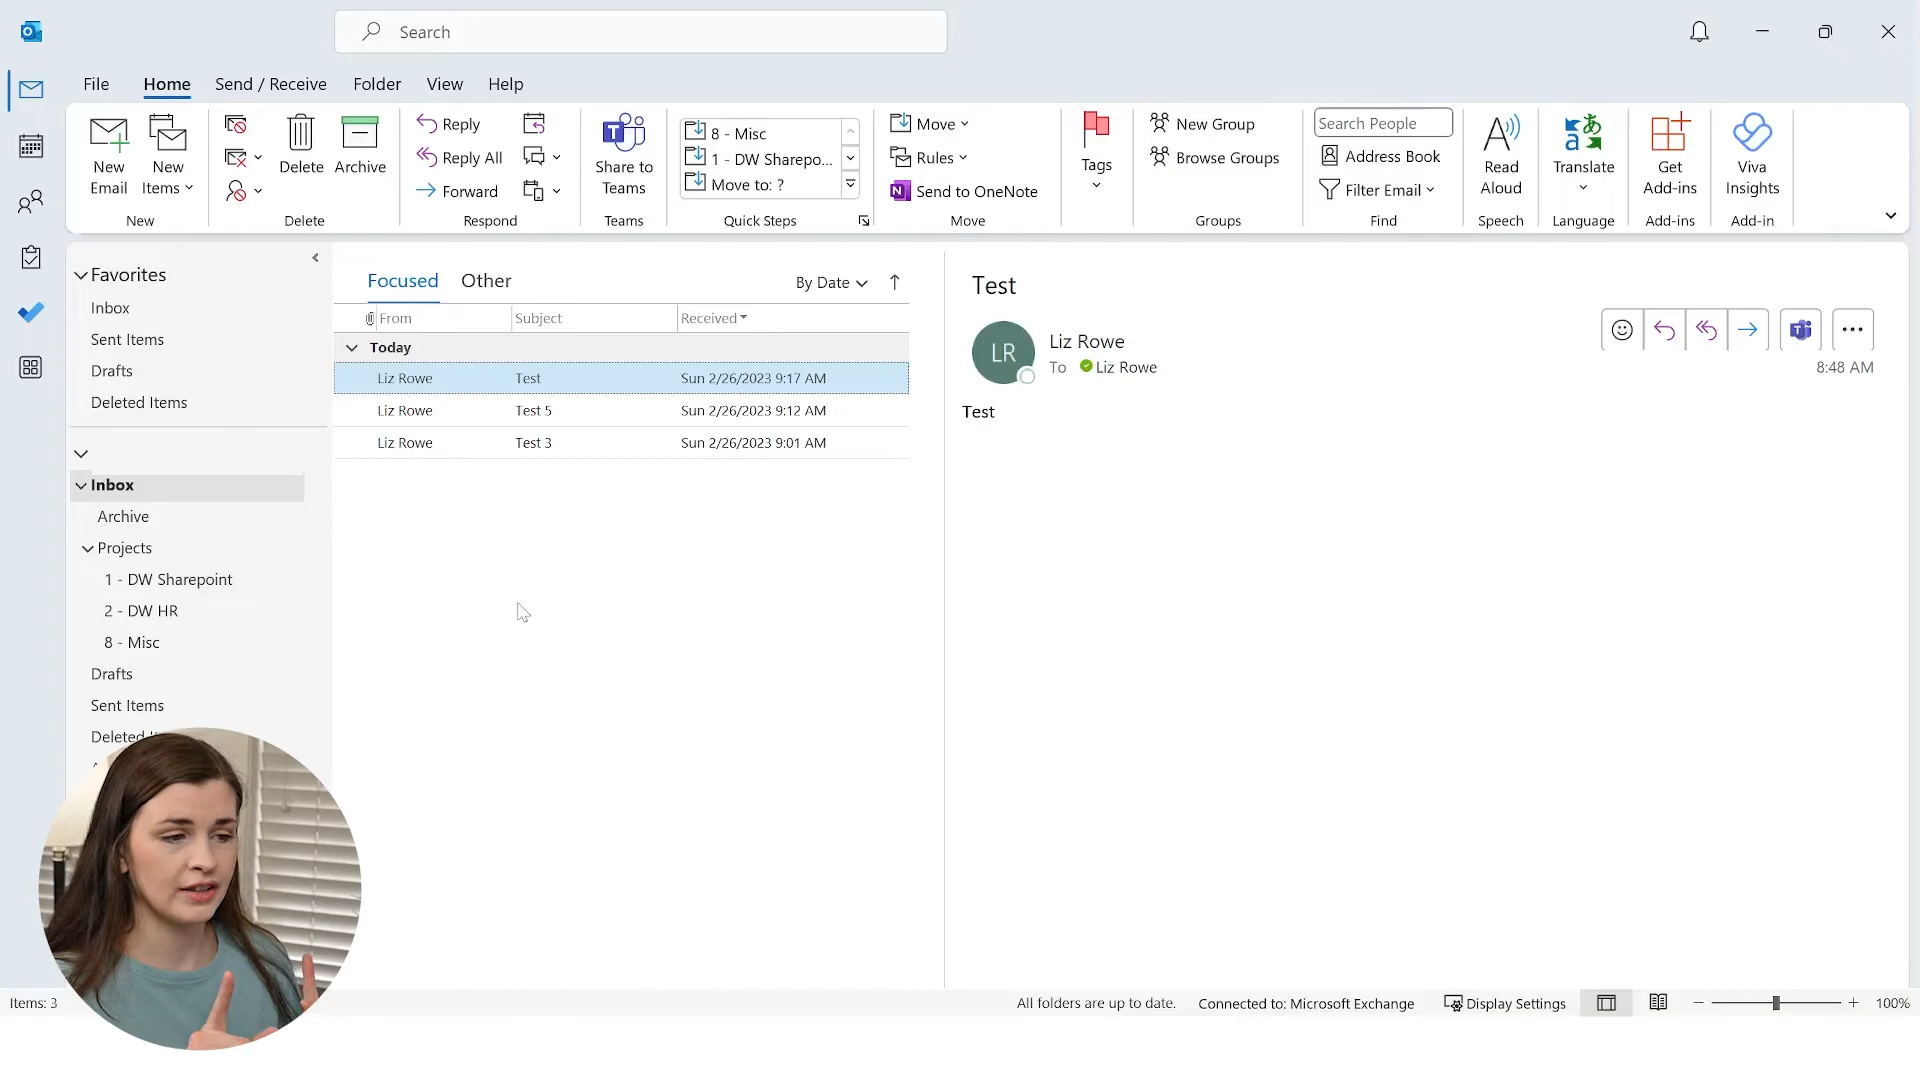 Search
File Home Send / Receive Folder View Help
New Email
New Items
New
Delete
Archive
Delete
Reply
Reply All
Forward
Respond
Share to Teams
Teams
8 - Misc
1 - DW Sharepo...
Move to: ?
Quick Steps
Move
Rules
Send to OneNote
Move
Tags
New Group
Browse Groups
Groups
Search People
Address Book
Filter Email
Find
Read Aloud
Speech
Translate
Language
Get Add-ins
Add-ins
Viva Insights
Add-in
Favorites
Inbox
Sent Items
Drafts
Deleted Items
Inbox
Archive
Projects
1 - DW Sharepoint
2 - DW HR
8 - Misc
Drafts
Sent Items
Deleted
Focused Other By Date
From Subject Received
Today
Liz Rowe Test Sun 2/26/2023 9:17 AM
Liz Rowe Test 5 Sun 2/26/2023 9:12 AM
Liz Rowe Test 3 Sun 2/26/2023 9:01 AM
Test
LR
Liz Rowe
To Liz Rowe
8:48 AM
Test
Items: 3
All folders are up to date. Connected to: Microsoft Exchange Display Settings 100%